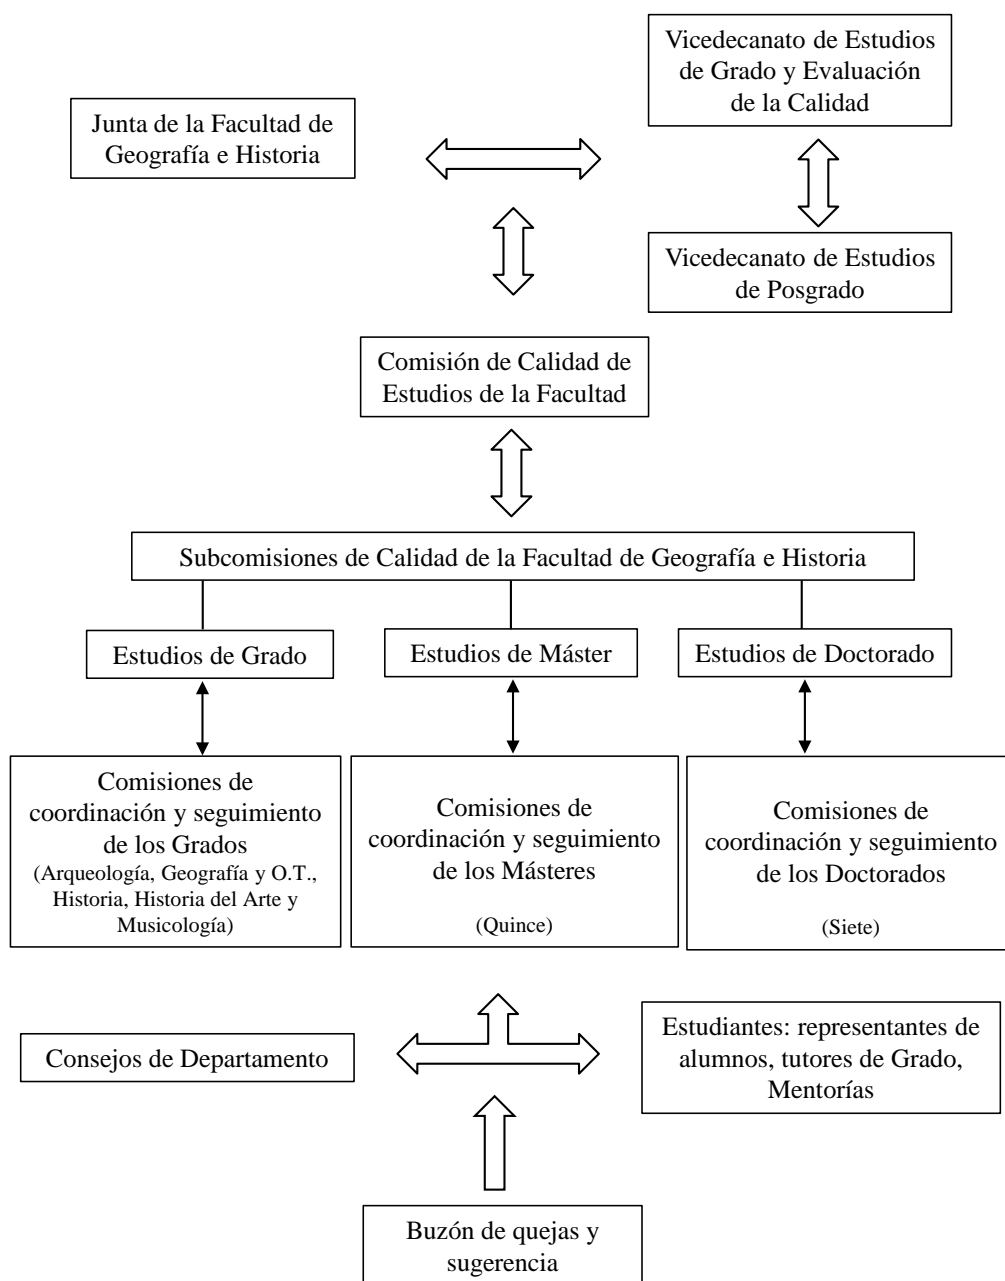 Vicedecanato de Estudios
de Grado y Evaluación
de la Calidad
Junta de la Facultad de
Geografía e Historia
Vicedecanato de Estudios
de Posgrado
Comisión de Calidad de
Estudios de la Facultad
Subcomisiones de Calidad de la Facultad de Geografía e Historia
Estudios de Grado
Estudios de Máster
Estudios de Doctorado
Comisiones de
coordinación y seguimiento
de los Grados
(Arqueología, Geografía y O.T.,
Historia, Historia del Arte y
Musicología)
Comisiones de
coordinación y seguimiento
de los Másteres
(Quince)
Comisiones de
coordinación y seguimiento
de los Doctorados
(Siete)
Consejos de Departamento
Estudiantes: representantes de
alumnos, tutores de Grado,
Mentorías
Buzón de quejas y
sugerencia